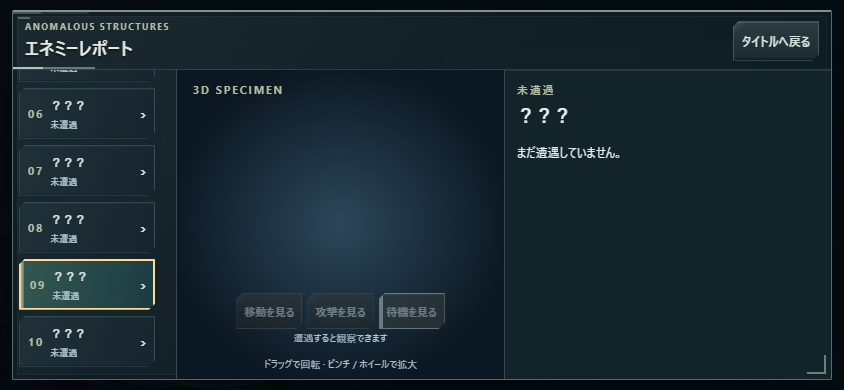 ANOMALOUS STRUCTURES
エネミーレポート
タイトルへ戻る
06
？？？
未遭遇
›
07
？？？
未遭遇
›
08
？？？
未遭遇
›
09
？？？
未遭遇
›
10
？？？
未遭遇
›
3D SPECIMEN
移動を見る
攻撃を見る
待機を見る
遭遇すると観察できます
ドラッグで回転・ピンチ / ホイールで拡大
未遭遇
？？？
まだ遭遇していません。